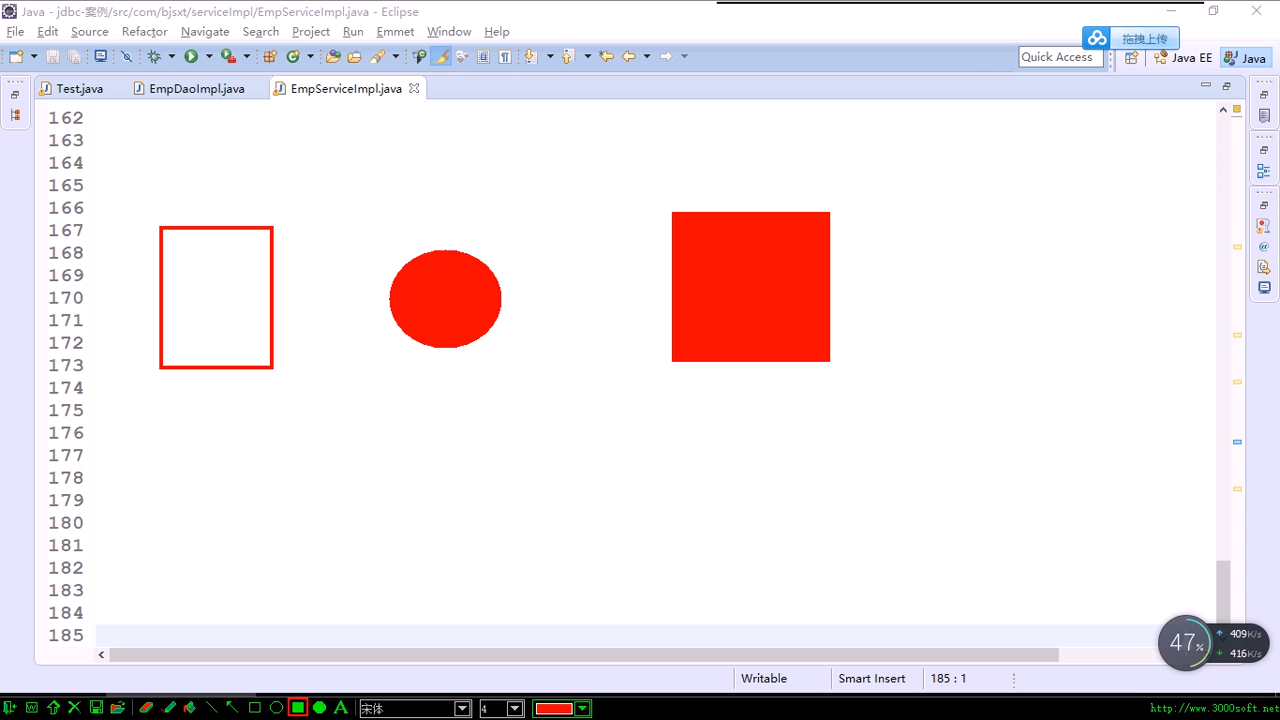 Java - jdbc-案例/src/com/bjsxt/serviceImpl/EmpServiceImpl.java - Eclipse
File Edit Source Refactor Navigate Search Project Run Emmet Window Help
拖拽上传
Quick Access
Java EE
Java
Test.java
EmpDaoImpl.java
EmpServiceImpl.java
162
163
164
165
166
167
168
169
170
171
172
173
174
175
176
177
178
179
180
181
182
183
184
185
47%
409K/s
416K/s
Writable
Smart Insert
185 : 1
宋体
4
http://www.3000soft.net